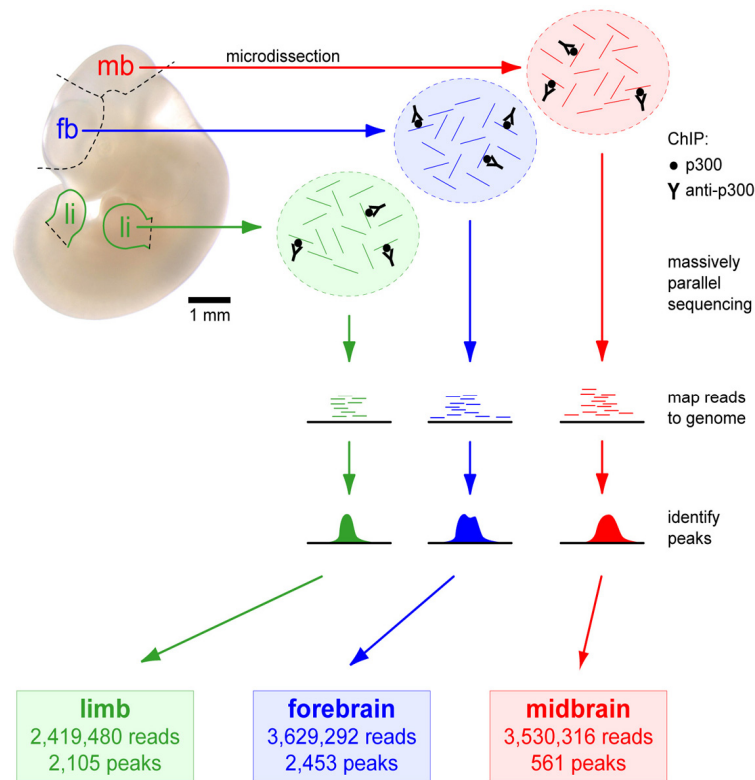 mb
microdissection
fb
li
li
1 mm
ChIP:
p300
anti-p300
massively
parallel
sequencing
map reads
to genome
identify
peaks
limb
2,419,480 reads
2,105 peaks
forebrain
3,629,292 reads
2,453 peaks
midbrain
3,530,316 reads
561 peaks